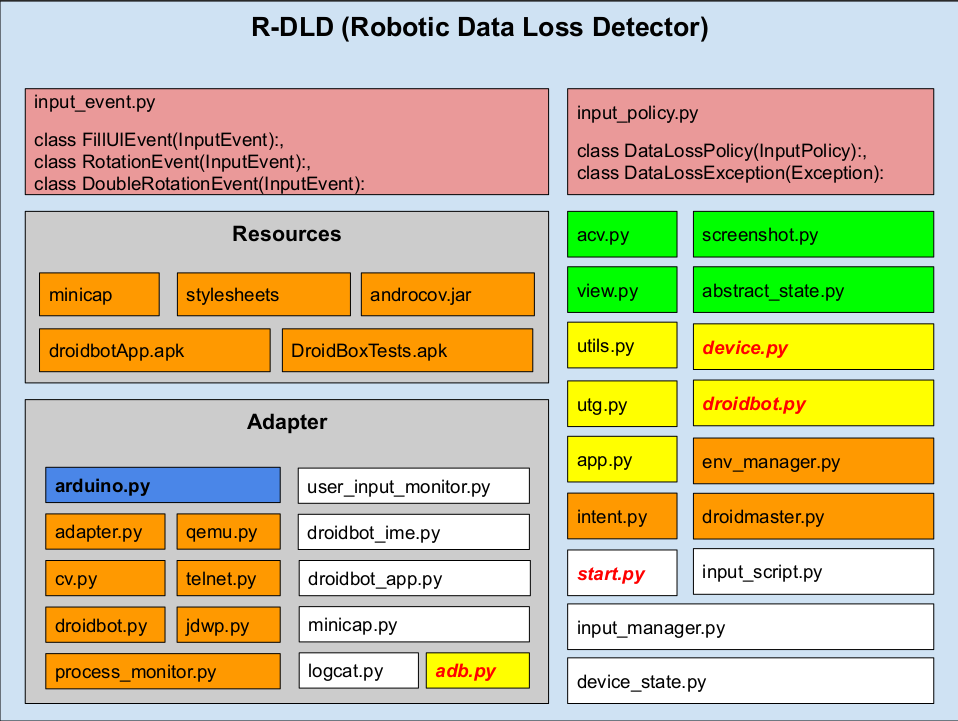 R-DLD (Robotic Data Loss Detector)
input_event.py
class FillUIEvent(InputEvent):,
class RotationEvent(InputEvent):,
class DoubleRotationEvent(InputEvent):
input_policy.py
class DataLossPolicy(InputPolicy):,
class DataLossException(Exception):
Resources
minicap
stylesheets
androcov.jar
droidbotApp.apk
DroidBoxTests.apk
Adapter
arduino.py
user_input_monitor.py
adapter.py
qemu.py
droidbot_ime.py
cv.py
telnet.py
droidbot_app.py
droidbot.py
jdwp.py
minicap.py
process_monitor.py
logcat.py
adb.py
acv.py
screenshot.py
view.py
abstract_state.py
utils.py
device.py
utg.py
droidbot.py
app.py
env_manager.py
intent.py
droidmaster.py
start.py
input_script.py
input_manager.py
device_state.py